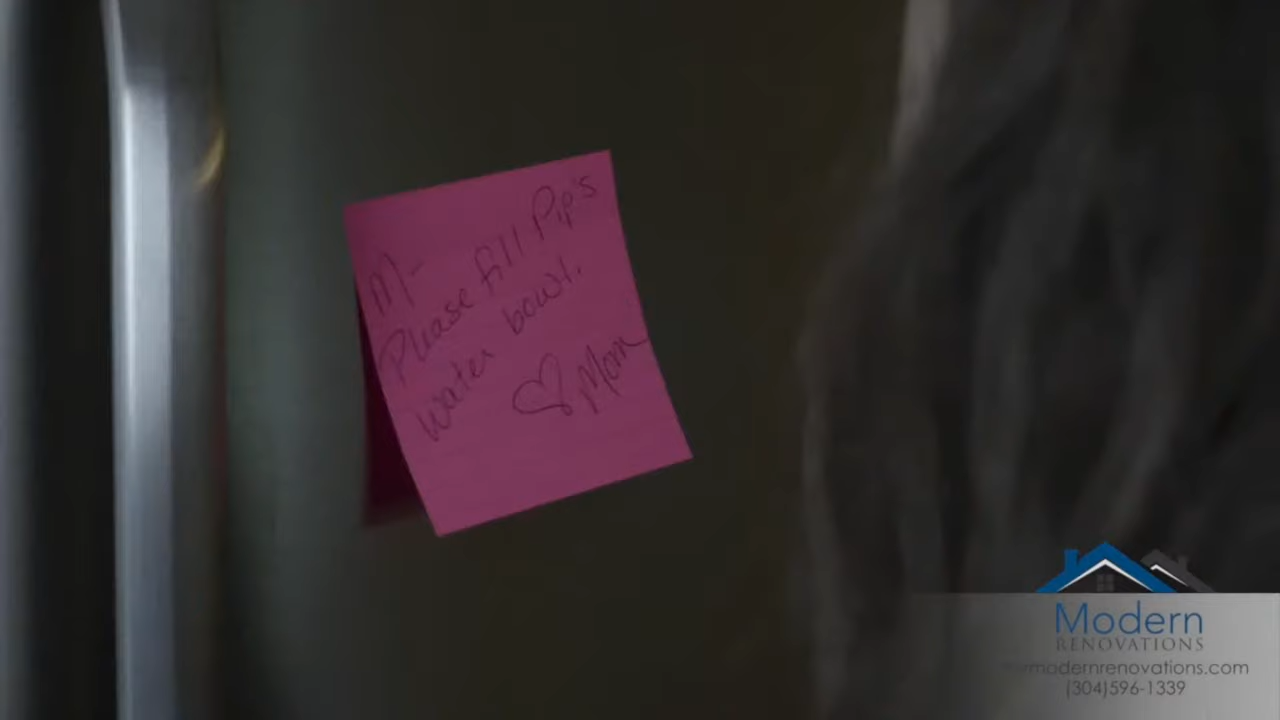 M-
Please fill Pip's
water bowl.
♡ Mom
Modern
RENOVATIONS
modernrenovations.com
(304)596-1339